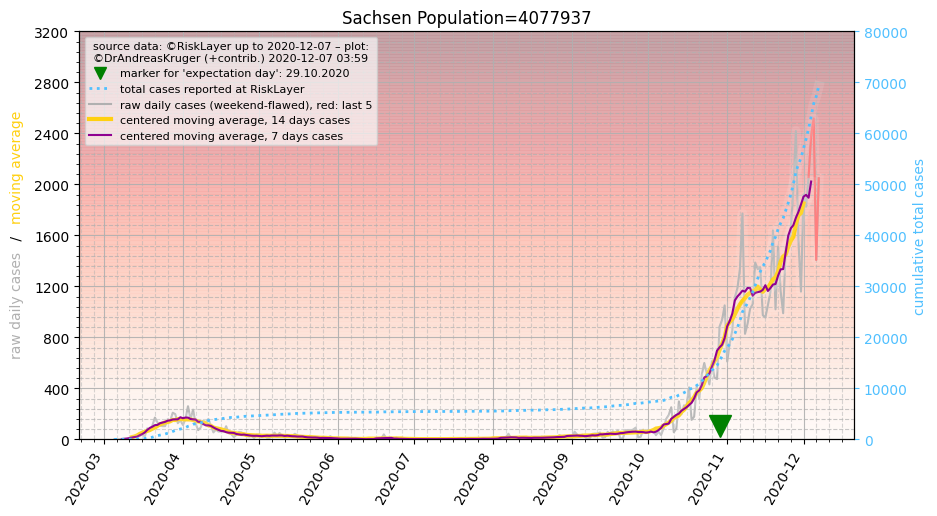 Sachsen Population=4077937
source data: ©RiskLayer up to 2020-12-07 – plot:
©DrAndreasKruger (+contrib.) 2020-12-07 03:59
marker for 'expectation day': 29.10.2020
total cases reported at RiskLayer
raw daily cases (weekend-flawed), red: last 5
centered moving average, 14 days cases
centered moving average, 7 days cases
raw daily cases / moving average
3200
2800
2400
2000
1600
1200
800
400
0
80000
70000
60000
50000
40000
30000
20000
10000
0
cumulative total cases
2020-03
2020-04
2020-05
2020-06
2020-07
2020-08
2020-09
2020-10
2020-11
2020-12